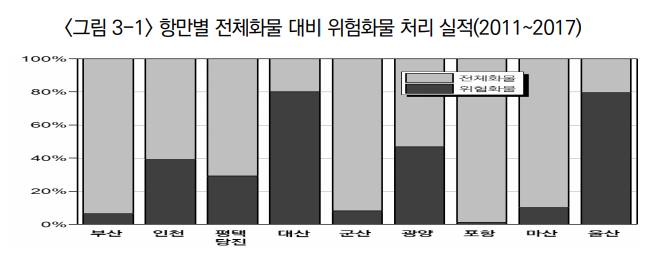 <그림 3-1> 항만별 전체화물 대비 위험화물 처리 실적(2011~2017)
100%
전체화물
위험화물
80%
60%
40%
20%
0%
부산 인천 평택 대산 군산 광양 포항 마산 울산
당진